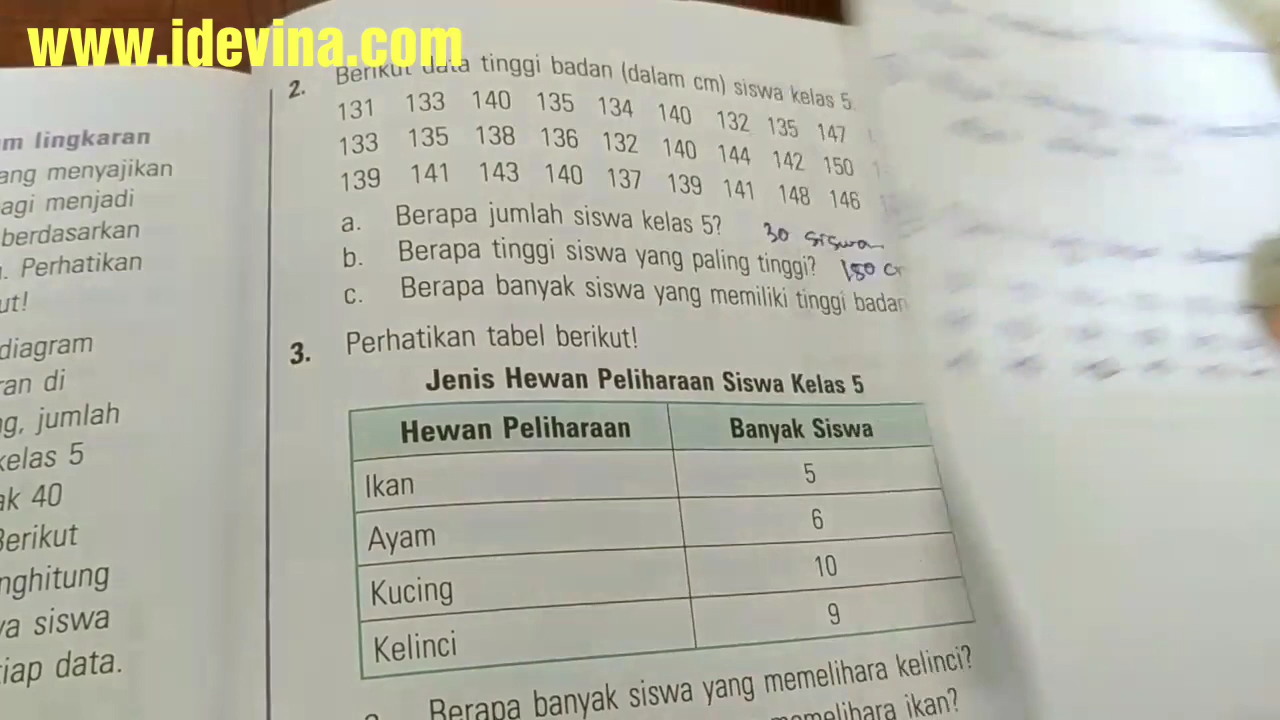 www.idevina.com
m lingkaran
ang menyajikan
agi menjadi
berdasarkan
. Perhatikan
ut!
diagram
ran di
g, jumlah
kelas 5
ak 40
Berikut
nghitung
ya siswa
tiap data.
2. Berikut data tinggi badan (dalam cm) siswa kelas 5
131 133 140 135 134 140 132 135 147
133 135 138 136 132 140 144 142 150
139 141 143 140 137 139 141 148 146
a. Berapa jumlah siswa kelas 5? 30 siswa
b. Berapa tinggi siswa yang paling tinggi? 150 c
c. Berapa banyak siswa yang memiliki tinggi badan
3. Perhatikan tabel berikut!
Jenis Hewan Peliharaan Siswa Kelas 5
Hewan Peliharaan Banyak Siswa
Ikan 5
Ayam 6
Kucing 10
Kelinci 9
Berapa banyak siswa yang memelihara kelinci?
memelihara ikan?